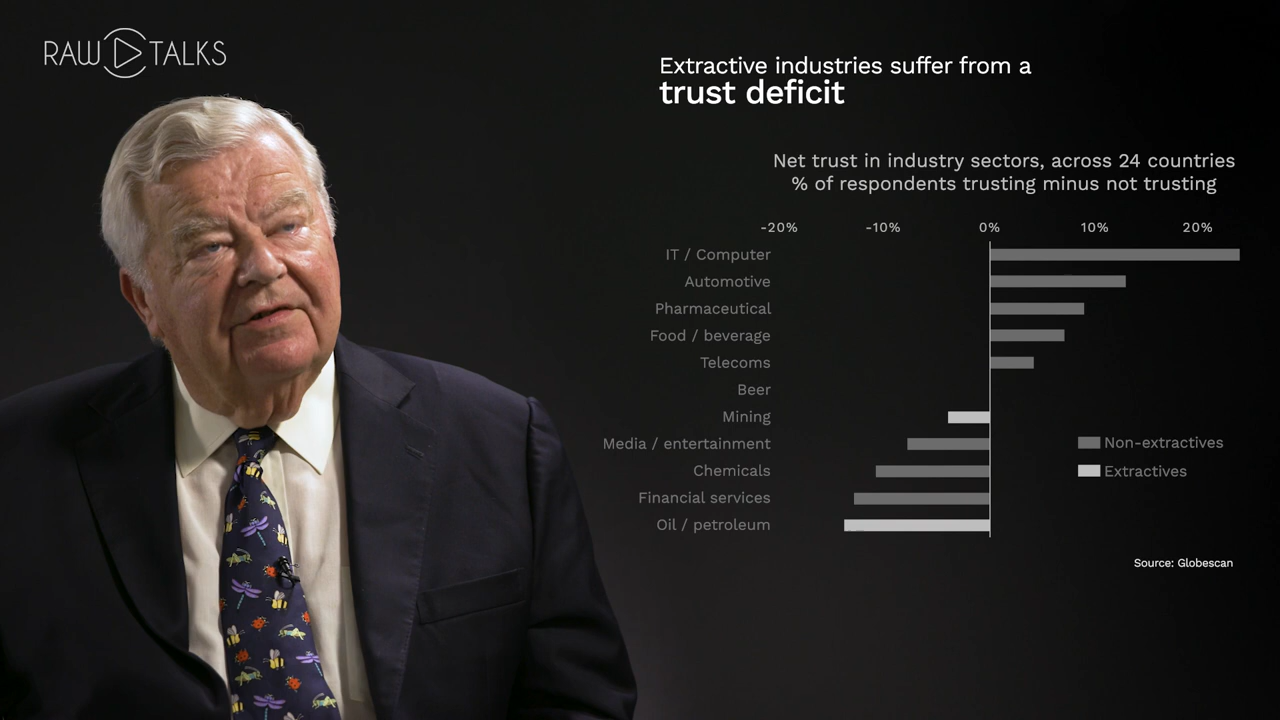 RAW TALKS
Extractive industries suffer from a
trust deficit
Net trust in industry sectors, across 24 countries
% of respondents trusting minus not trusting
-20% -10% 0% 10% 20%
IT / Computer
Automotive
Pharmaceutical
Food / beverage
Telecoms
Beer
Mining
Media / entertainment
Chemicals
Financial services
Oil / petroleum
Non-extractives
Extractives
Source: Globescan